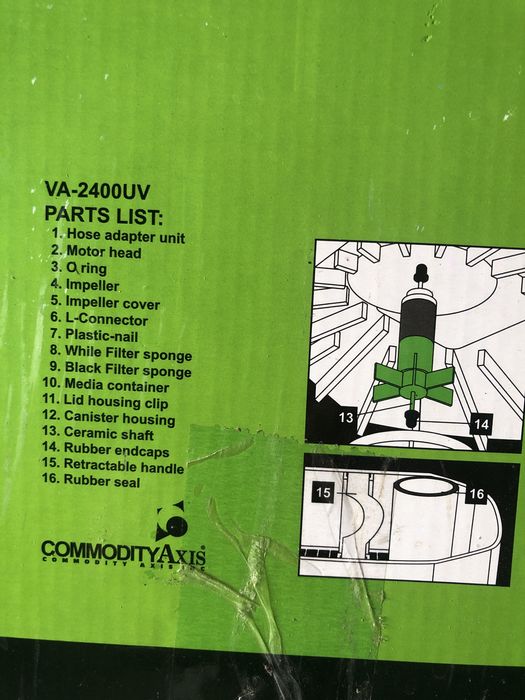 VA-2400UV
PARTS LIST:
1. Hose adapter unit
2. Motor head
3. O ring
4. Impeller
5. Impeller cover
6. L-Connector
7. Plastic-nail
8. While Filter sponge
9. Black Filter sponge
10. Media container
11. Lid housing clip
12. Canister housing
13. Ceramic shaft
14. Rubber endcaps
15. Retractable handle
16. Rubber seal
13
14
15
16
COMMODITYAXIS®
COMMODITY AXIS INC